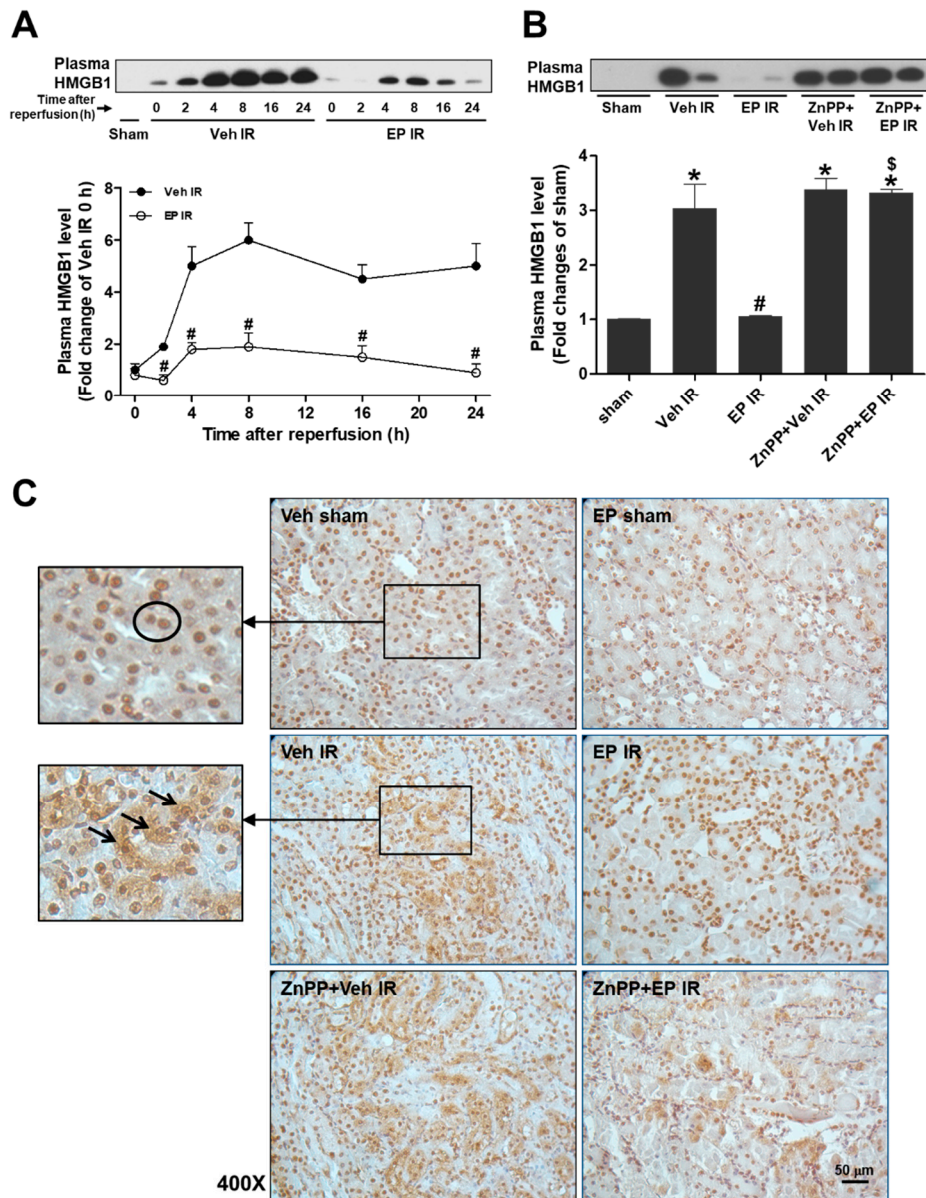 A
Plasma
HMGB1
Time after
reperfusion (h)
0 2 4 8 16 24 0 2 4 8 16 24
Sham Veh IR EP IR
Plasma HMGB1 level
(Fold change of Veh IR 0 h)
8
6
4
2
0
Veh IR
EP IR
# # # # #
0 4 8 12 16 20 24
Time after reperfusion (h)
B
Plasma
HMGB1
Sham Veh IR EP IR ZnPP+ ZnPP+
Veh IR EP IR
Plasma HMGB1 level
(Fold changes of sham)
4
3
2
1
0
* # * $
*
sham Veh IR EP IR ZnPP+Veh IR ZnPP+EP IR
C
Veh sham EP sham
Veh IR EP IR
ZnPP+Veh IR ZnPP+EP IR
400X
50 µm